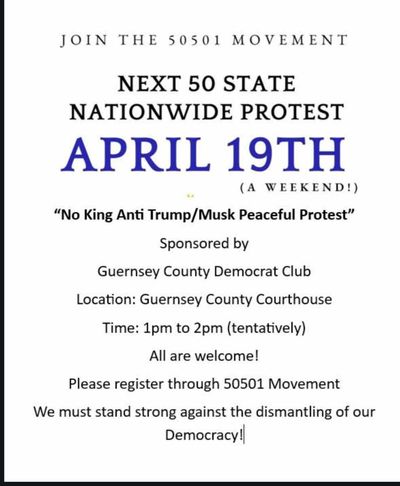 JOIN THE 50501 MOVEMENT
NEXT 50 STATE
NATIONWIDE PROTEST
APRIL 19TH
(A WEEKEND!)
“No King Anti Trump/Musk Peaceful Protest”
Sponsored by
Guernsey County Democrat Club
Location: Guernsey County Courthouse
Time: 1pm to 2pm (tentatively)
All are welcome!
Please register through 50501 Movement
We must stand strong against the dismantling of our
Democracy!